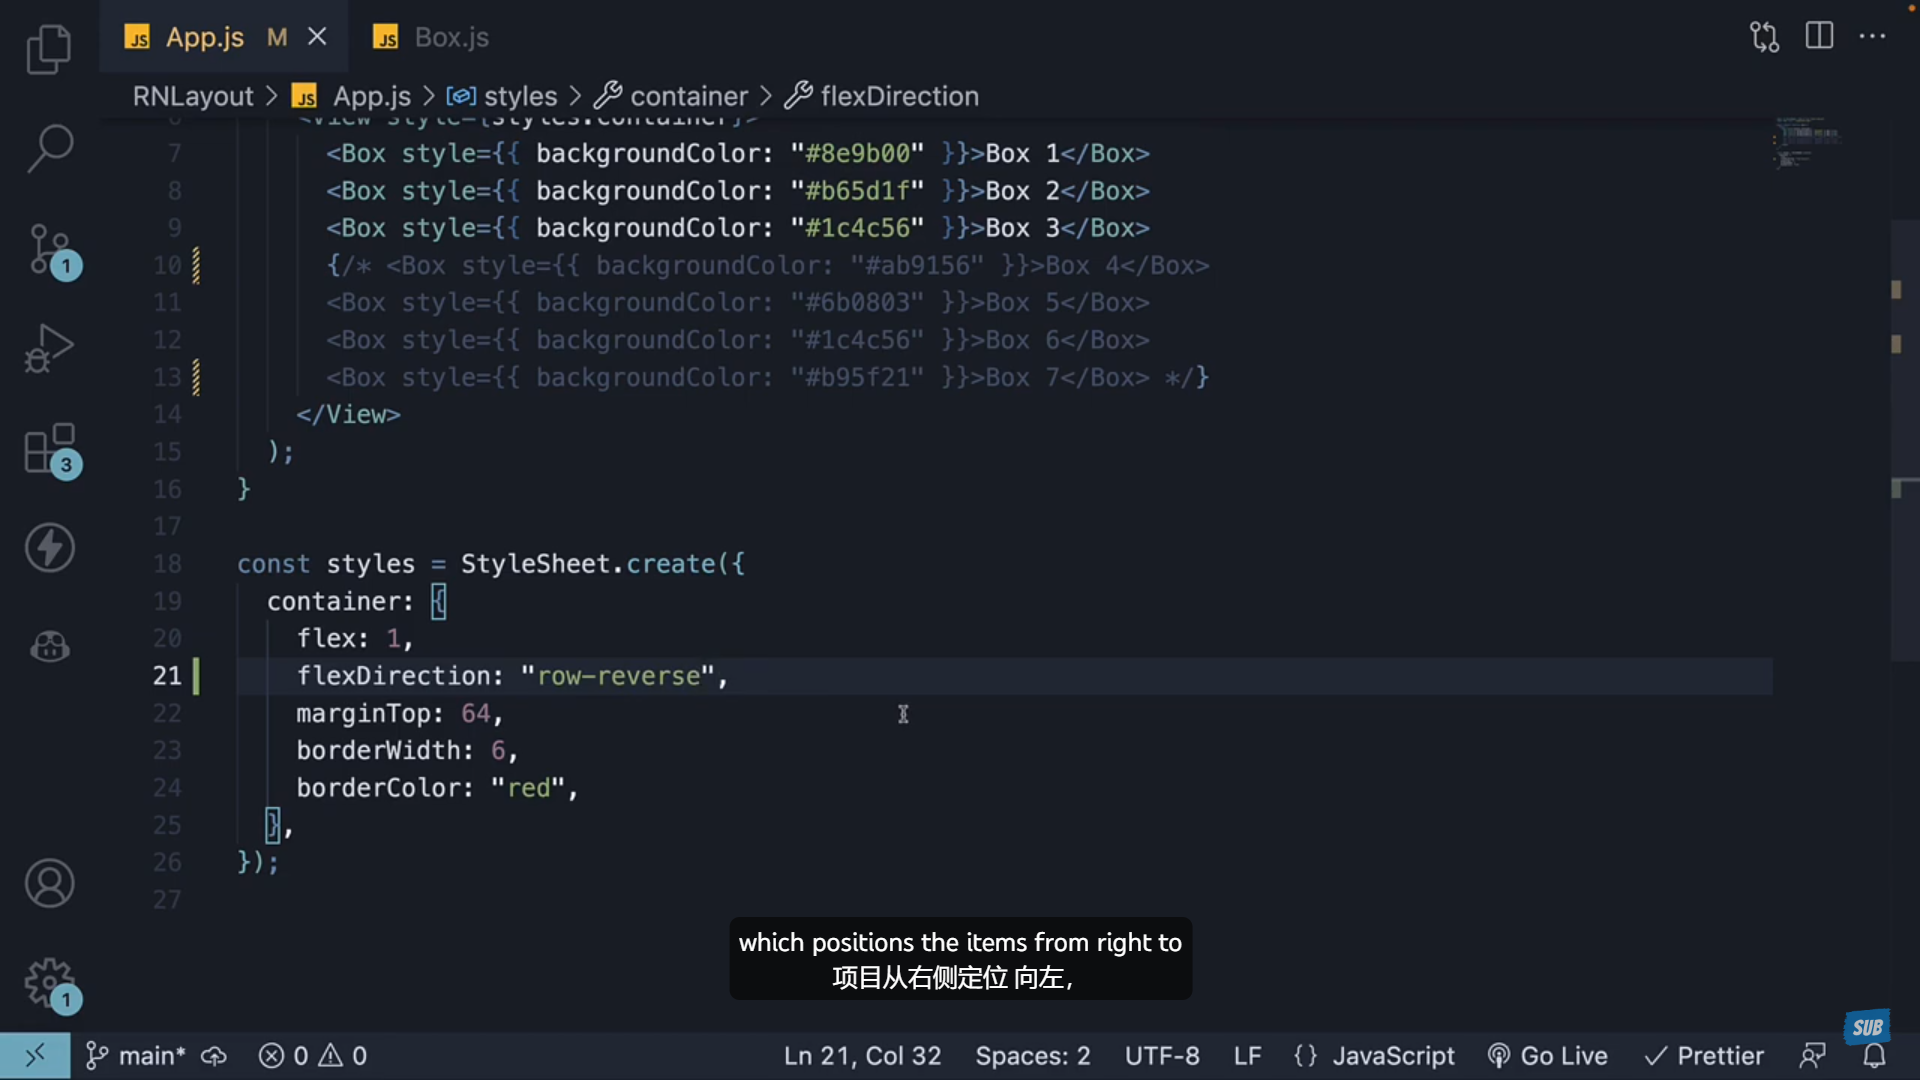 App.js M
Box.js
RNLayout > App.js > styles > container > flexDirection
<View style={styles.container}>
7 <Box style={{ backgroundColor: "#8e9b00" }}>Box 1</Box>
8 <Box style={{ backgroundColor: "#b65d1f" }}>Box 2</Box>
9 <Box style={{ backgroundColor: "#1c4c56" }}>Box 3</Box>
10 {/* <Box style={{ backgroundColor: "#ab9156" }}>Box 4</Box>
11 <Box style={{ backgroundColor: "#6b0803" }}>Box 5</Box>
12 <Box style={{ backgroundColor: "#1c4c56" }}>Box 6</Box>
13 <Box style={{ backgroundColor: "#b95f21" }}>Box 7</Box> */}
14 </View>
15 );
16 }
17
18 const styles = StyleSheet.create({
19 container: {
20 flex: 1,
21 flexDirection: "row-reverse",
22 marginTop: 64,
23 borderWidth: 6,
24 borderColor: "red",
25 },
26 });
27
1
3
1
which positions the items from right to
项目从右侧定位 向左，
SUB
main* 0 0 Ln 21, Col 32 Spaces: 2 UTF-8 LF {} JavaScript Go Live Prettier